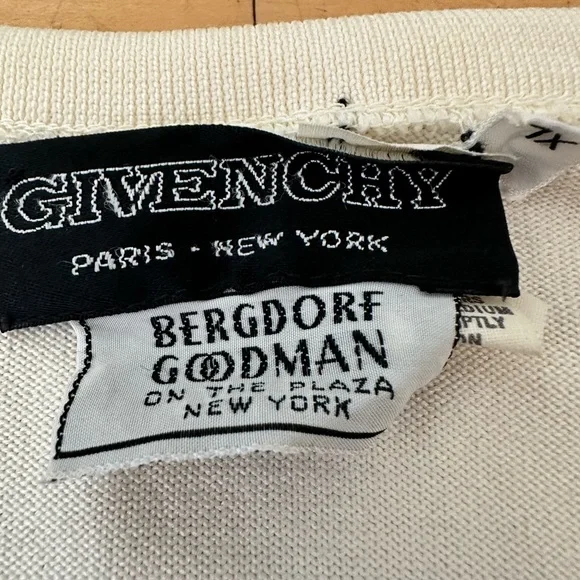 GIVENCHY
PARIS - NEW YORK
1X
BERGDORF
GOODMAN
ON THE PLAZA
NEW YORK